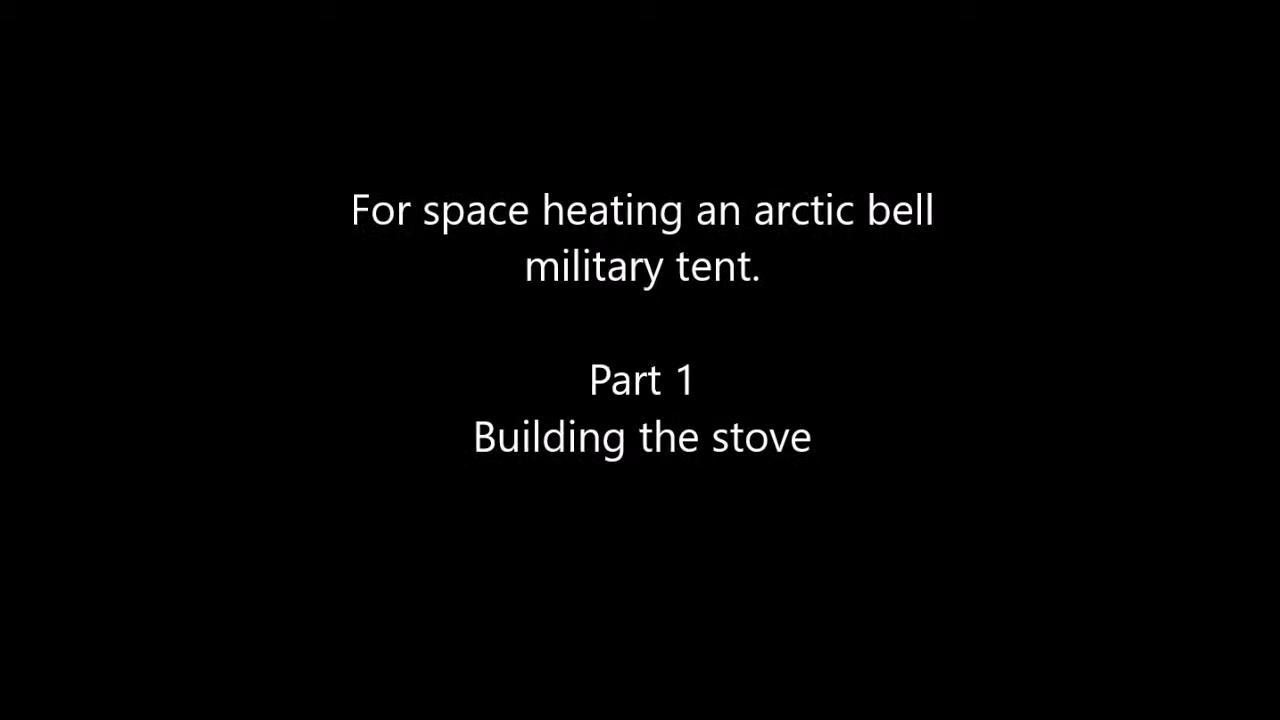 For space heating an arctic bell
military tent.
Part 1
Building the stove